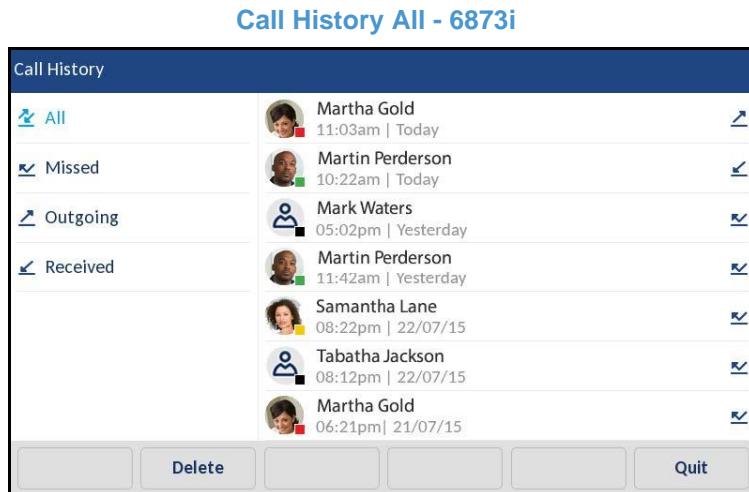 Call History All - 6873i
Call History
All
Missed
Outgoing
Received
Martha Gold
11:03am | Today
Martin Perderson
10:22am | Today
Mark Waters
05:02pm | Yesterday
Martin Perderson
11:42am | Yesterday
Samantha Lane
08:22pm | 22/07/15
Tabatha Jackson
08:12pm | 22/07/15
Martha Gold
06:21pm| 21/07/15
Delete
Quit